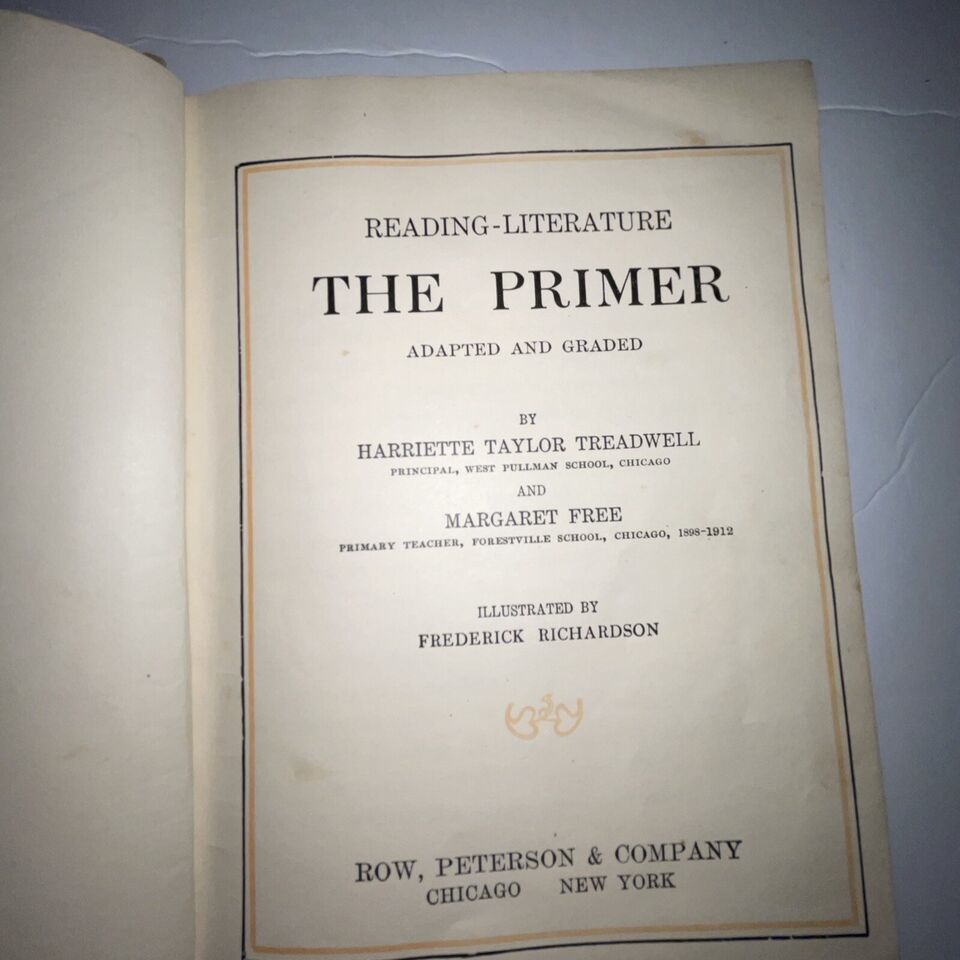 READING-LITERATURE
THE PRIMER
ADAPTED AND GRADED
BY
HARRIETTE TAYLOR TREADWELL
PRINCIPAL, WEST PULLMAN SCHOOL, CHICAGO
AND
MARGARET FREE
PRIMARY TEACHER, FORESTVILLE SCHOOL, CHICAGO, 1898-1912
ILLUSTRATED BY
FREDERICK RICHARDSON
ROW, PETERSON & COMPANY
CHICAGO NEW YORK